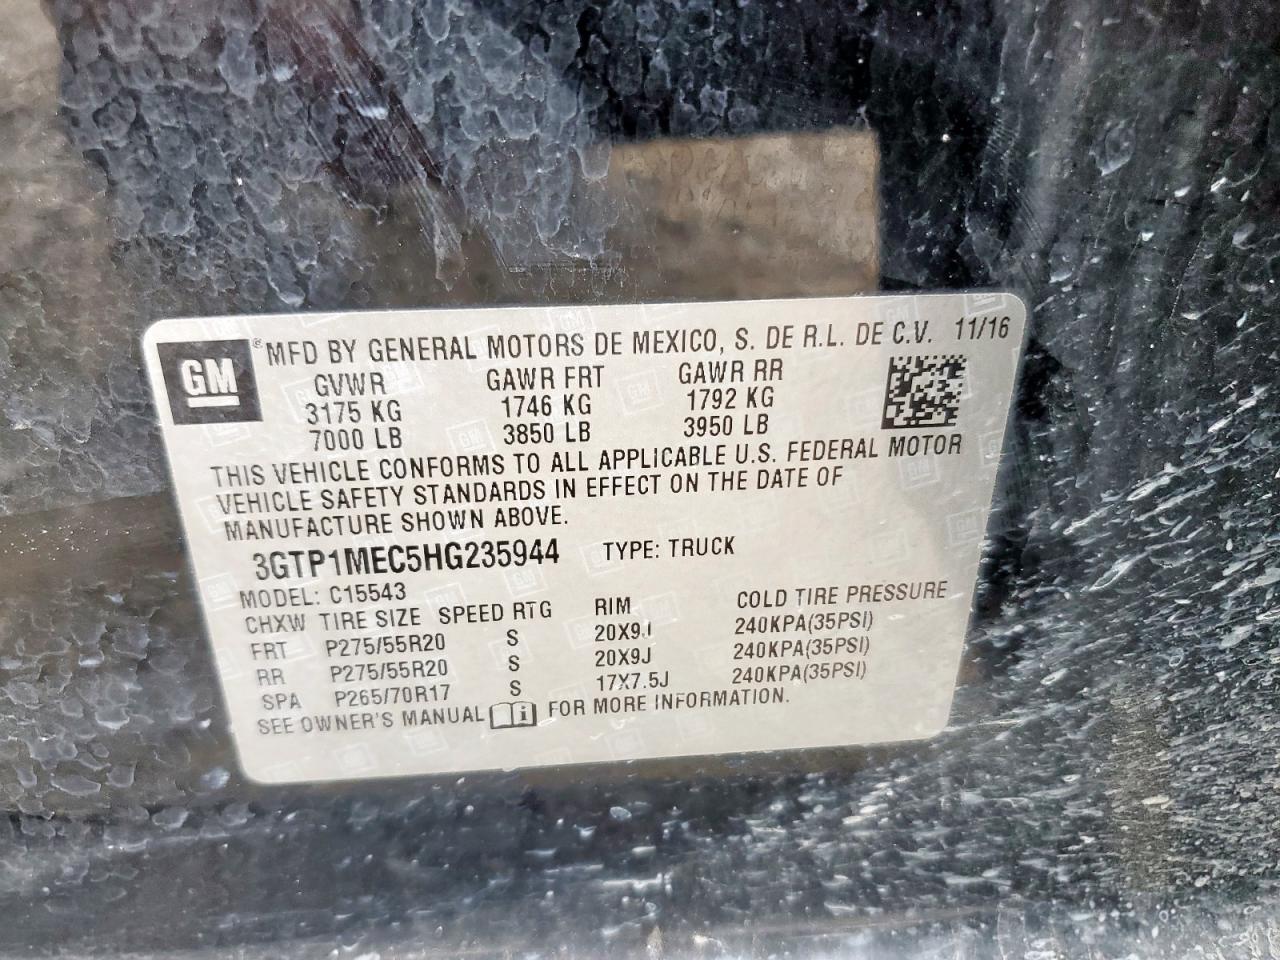 GM
® MFD BY GENERAL MOTORS DE MEXICO, S. DE R.L. DE C.V. 11/16
GVWR GAWR FRT GAWR RR
3175 KG 1746 KG 1792 KG
7000 LB 3850 LB 3950 LB
THIS VEHICLE CONFORMS TO ALL APPLICABLE U.S. FEDERAL MOTOR
VEHICLE SAFETY STANDARDS IN EFFECT ON THE DATE OF
MANUFACTURE SHOWN ABOVE.
3GTP1MEC5HG235944 TYPE: TRUCK
MODEL: C15543
CHXW TIRE SIZE SPEED RTG RIM COLD TIRE PRESSURE
FRT P275/55R20 S 20X9J 240KPA(35PSI)
RR P275/55R20 S 20X9J 240KPA(35PSI)
SPA P265/70R17 S 17X7.5J 240KPA(35PSI)
SEE OWNER'S MANUAL i FOR MORE INFORMATION.